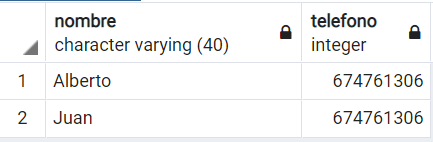 nombre telefono
character varying (40) integer
1 Alberto 674761306
2 Juan 674761306